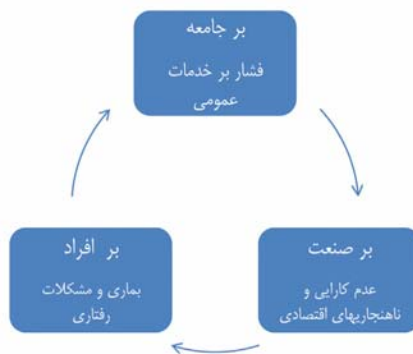 بر جامعه
فشار بر خدمات
عمومی
بر صنعت
عدم کارایی و
ناهنجاریهای اقتصادی
بر افراد
بماری و مشکلات
رفتاری